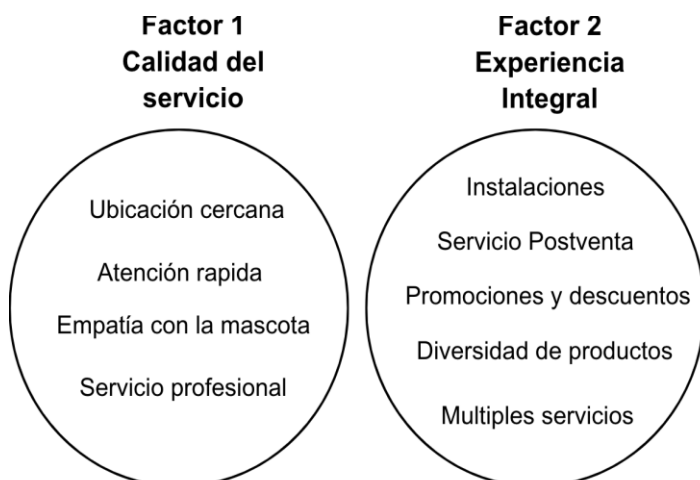 Factor 1
Calidad del
servicio
Ubicación cercana
Atención rapida
Empatía con la mascota
Servicio profesional
Factor 2
Experiencia
Integral
Instalaciones
Servicio Postventa
Promociones y descuentos
Diversidad de productos
Multiples servicios